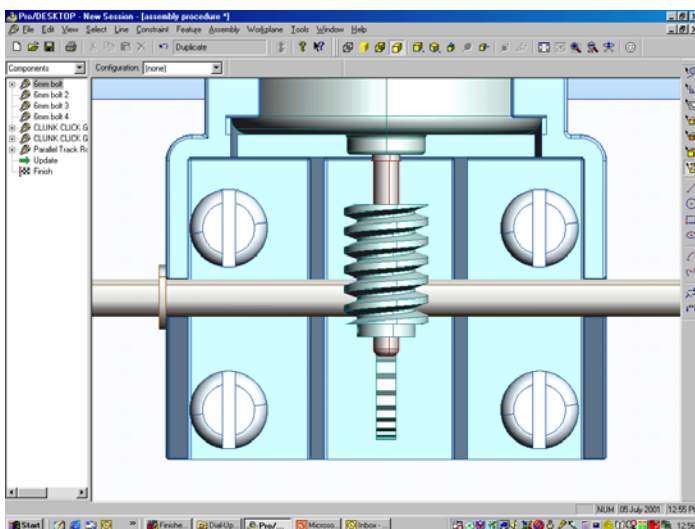 Pro/DESKTOP - New Session - [assembly procedure *]
File Edit View Select Line Constraint Feature Assembly Workplane Tools Window Help
Duplicate
Components Configuration: (none)
6mm bolt
6mm bolt 2
6mm bolt 3
6mm bolt 4
CLUNK CLICK G
CLUNK CLICK G
Parallel Track Ro
Update
Finish
NUM 05 July 2001 12:55 PM
Start Finishe... Dial-Up... Pro/... Microso... Inbox -...